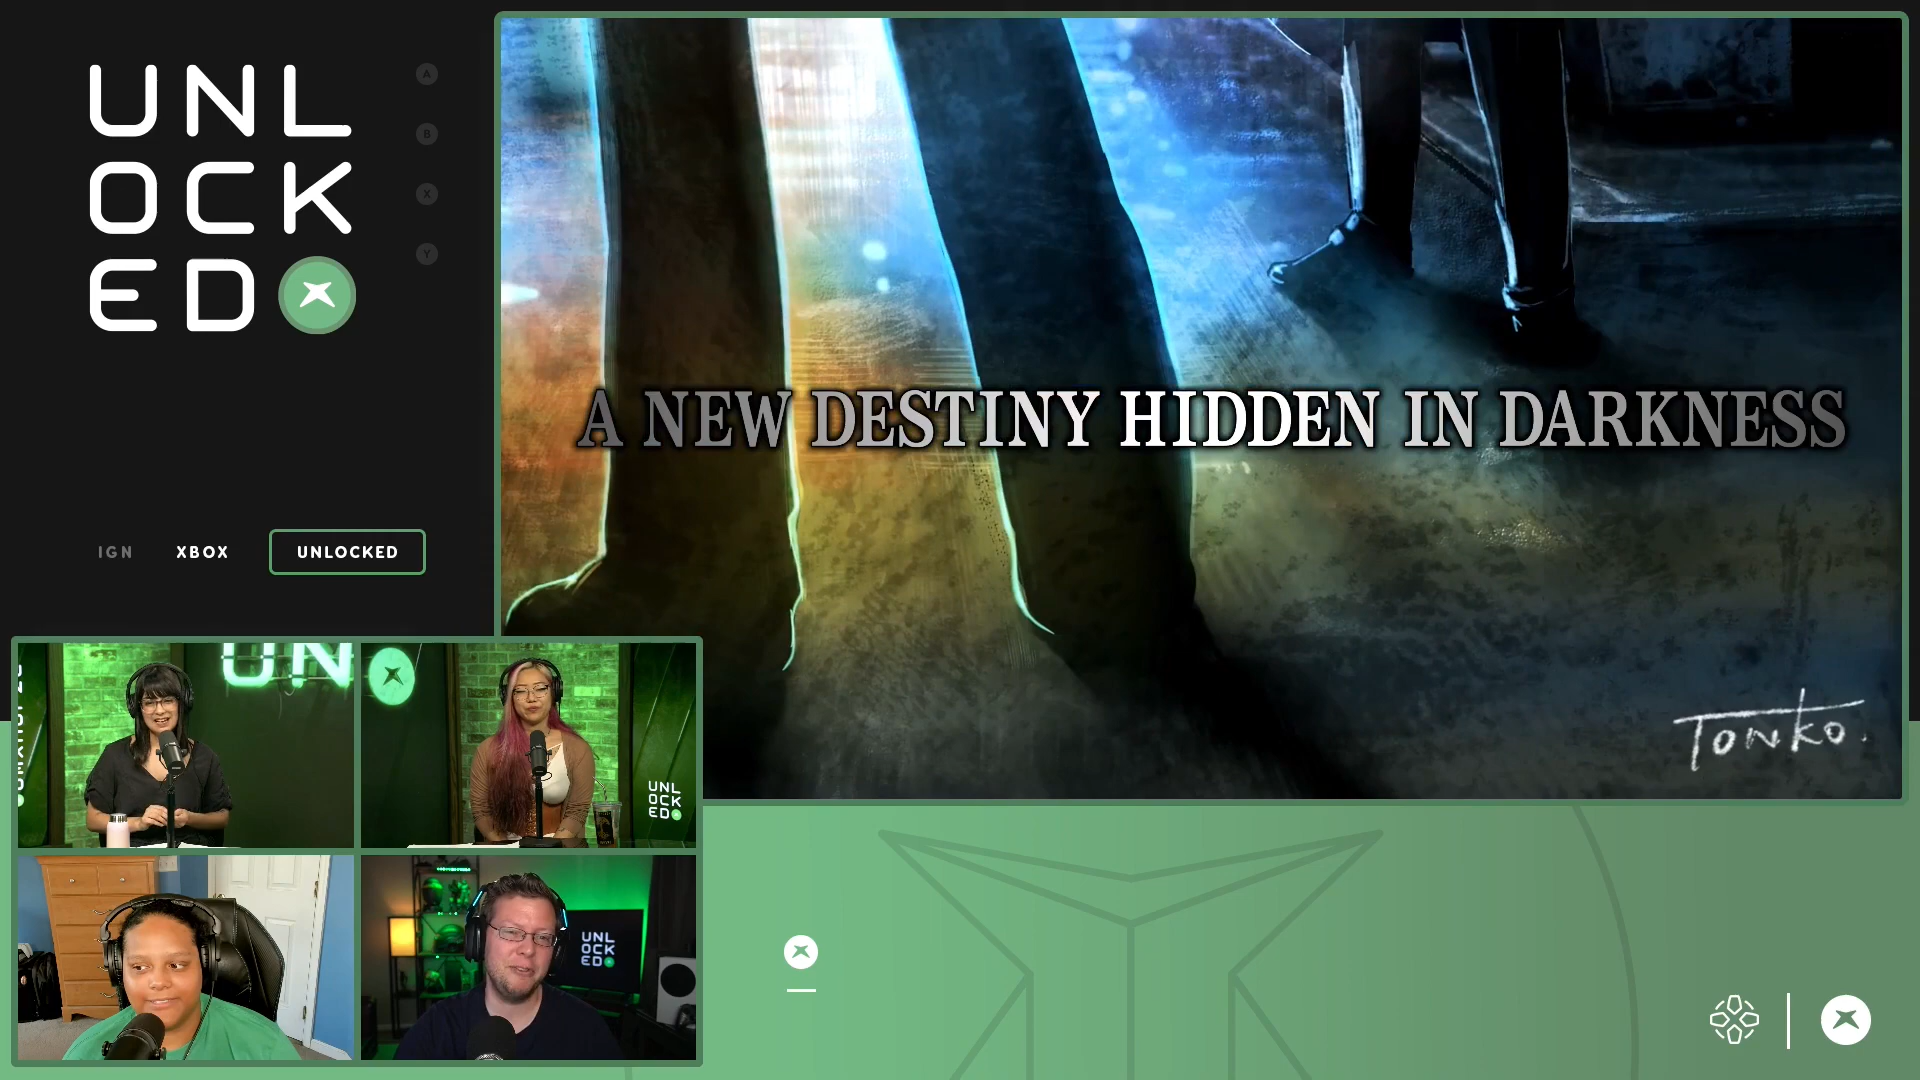 UNL
OCK
ED
A
B
X
Y
A NEW DESTINY HIDDEN IN DARKNESS
Tonko.
IGN
XBOX
UNLOCKED
UN
UNL
OCK
ED
UNL
OCK
ED